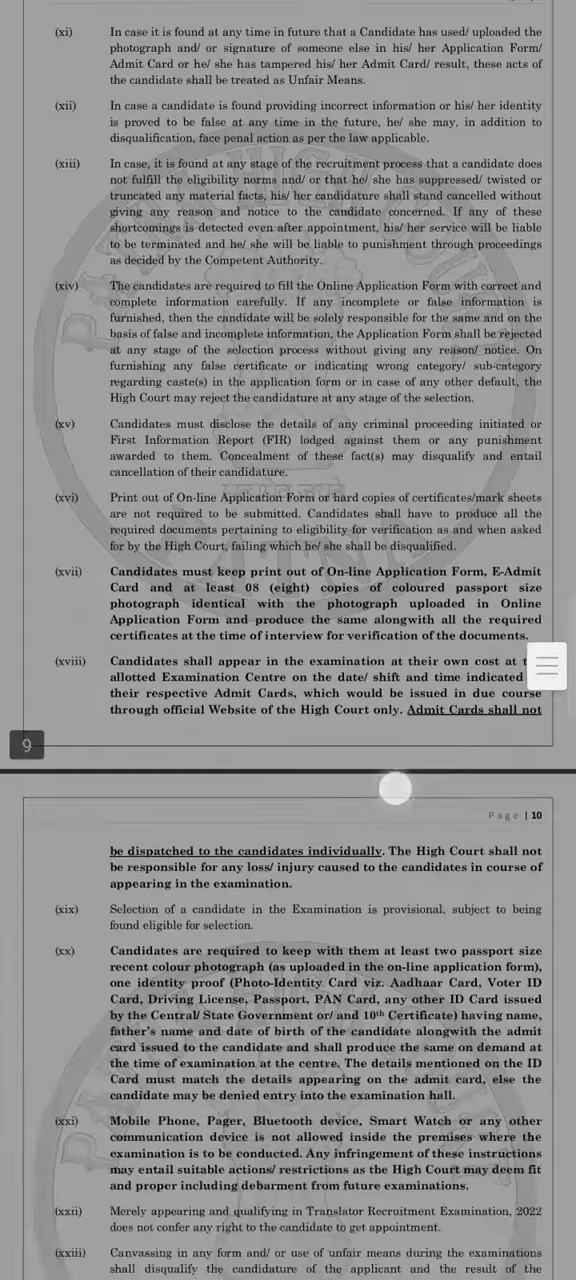 (xi) In case it is found at any time in future that a Candidate has used/ uploaded the
photograph and/ or signature of someone else in his/ her Application Form/
Admit Card or he/ she has tampered his/ her Admit Card/ result, these acts of
the candidate shall be treated as Unfair Means.
(xii) In case a candidate is found providing incorrect information or his/ her identity
is proved to be false at any time in the future, he/ she may, in addition to
disqualification, face penal action as per the law applicable.
(xiii) In case, it is found at any stage of the recruitment process that a candidate does
not fulfill the eligibility norms and/ or that he/ she has suppressed/ twisted or
truncated any material facts, his/ her candidature shall stand cancelled without
giving any reason and notice to the candidate concerned. If any of these
shortcomings is detected even after appointment, his/ her service will be liable
to be terminated and he/ she will be liable to punishment through proceedings
as decided by the Competent Authority.
(xiv) The candidates are required to fill the Online Application Form with correct and
complete information carefully. If any incomplete or false information is
furnished, then the candidate will be solely responsible for the same and on the
basis of false and incomplete information, the Application Form shall be rejected
at any stage of the selection process without giving any reason/ notice. On
furnishing any false certificate or indicating wrong category/ sub-category
regarding caste(s) in the application form or in case of any other default, the
High Court may reject the candidature at any stage of the selection.
(xv) Candidates must disclose the details of any criminal proceeding initiated or
First Information Report (FIR) lodged against them or any punishment
awarded to them. Concealment of these fact(s) may disqualify and entail
cancellation of their candidature.
(xvi) Print out of On-line Application Form or hard copies of certificates/mark sheets
are not required to be submitted. Candidates shall have to produce all the
required documents pertaining to eligibility for verification as and when asked
for by the High Court, failing which he/ she shall be disqualified.
(xvii) Candidates must keep print out of On-line Application Form, E-Admit
Card and at least 08 (eight) copies of coloured passport size
photograph identical with the photograph uploaded in Online
Application Form and produce the same alongwith all the required
certificates at the time of interview for verification of the documents.
(xviii) Candidates shall appear in the examination at their own cost at
allotted Examination Centre on the date/ shift and time indicated
their respective Admit Cards, which would be issued in due course
through official Website of the High Court only. Admit Cards shall not
9
Page | 10
be dispatched to the candidates individually. The High Court shall not
be responsible for any loss/ injury caused to the candidates in course of
appearing in the examination.
(xix) Selection of a candidate in the Examination is provisional, subject to being
found eligible for selection.
(xx) Candidates are required to keep with them at least two passport size
recent colour photograph (as uploaded in the on-line application form),
one identity proof (Photo-Identity Card viz. Aadhaar Card, Voter ID
Card, Driving License, Passport, PAN Card, any other ID Card issued
by the Central/ State Government or/ and 10th Certificate) having name,
father's name and date of birth of the candidate alongwith the admit
card issued to the candidate and shall produce the same on demand at
the time of examination at the centre. The details mentioned on the ID
Card must match the details appearing on the admit card, else the
candidate may be denied entry into the examination hall.
(xxi) Mobile Phone, Pager, Bluetooth device, Smart Watch or any other
communication device is not allowed inside the premises where the
examination is to be conducted. Any infringement of these instructions
may entail suitable actions/ restrictions as the High Court may deem fit
and proper including debarment from future examinations.
(xxii) Merely appearing and qualifying in Translator Recruitment Examination, 2022
does not confer any right to the candidate to get appointment.
(xxiii) Canvassing in any form and/ or use of unfair means during the examinations
shall disqualify the candidature of the applicant and the result of the